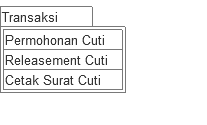 Transaksi
Permohonan Cuti
Releasement Cuti
Cetak Surat Cuti